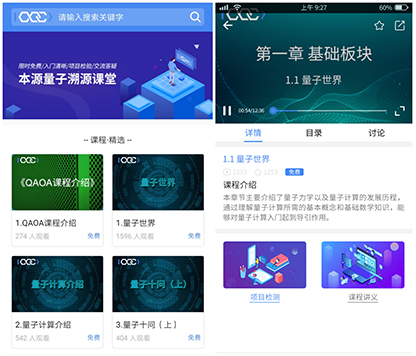 OQC
请输入搜索关键字
限时免费/入门清晰/项目检验/交流答疑
本源量子溯源课堂
-- 课程·精选 --
OQC
《QAOA课程介绍》
OQC
量子世界
1.QAOA课程介绍
1.量子世界
274 人观看
免费
1596 人观看
免费
OQC
量子计算介绍
OQC
量子十问（上）
2.量子计算介绍
3.量子十问（上）
542 人观看
免费
404 人观看
免费
上午 9:27
60%
第一章 基础板块
1.1 量子世界
00:54/12:36
详情
目录
讨论
1.1 量子世界
1253
1253
免费
课程介绍
本章节主要介绍了量子力学以及量子计算的发展历程，
通过理解量子计算所需的基本概念和基础数学知识，能
够对量子计算入门起到导引作用。
项目检测
课程讲义